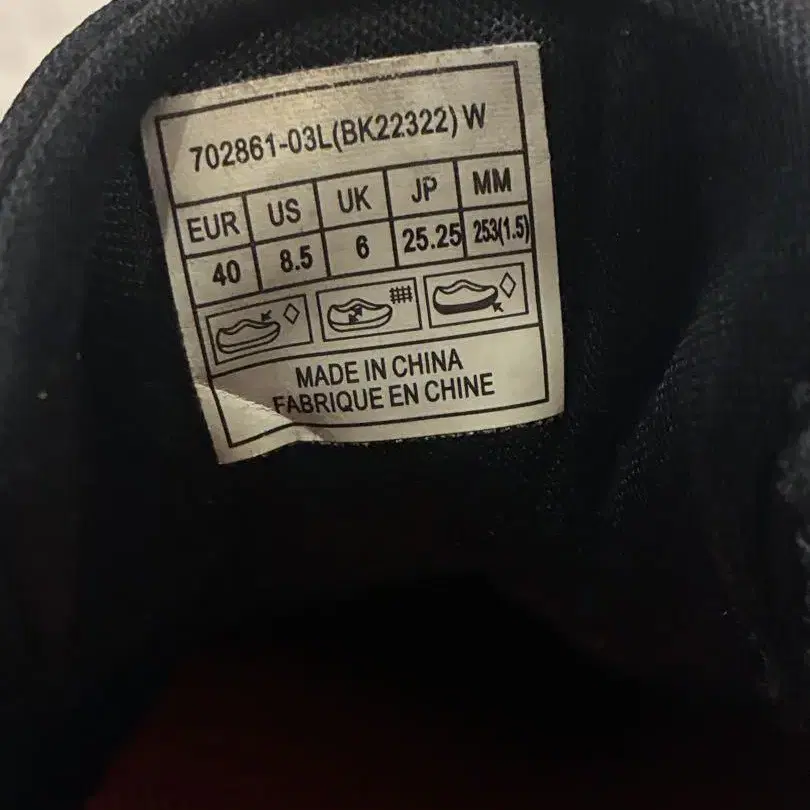 702861-03L(BK22322) W
EUR US UK JP MM
40 8.5 6 25.25 253(1.5)
MADE IN CHINA
FABRIQUE EN CHINE